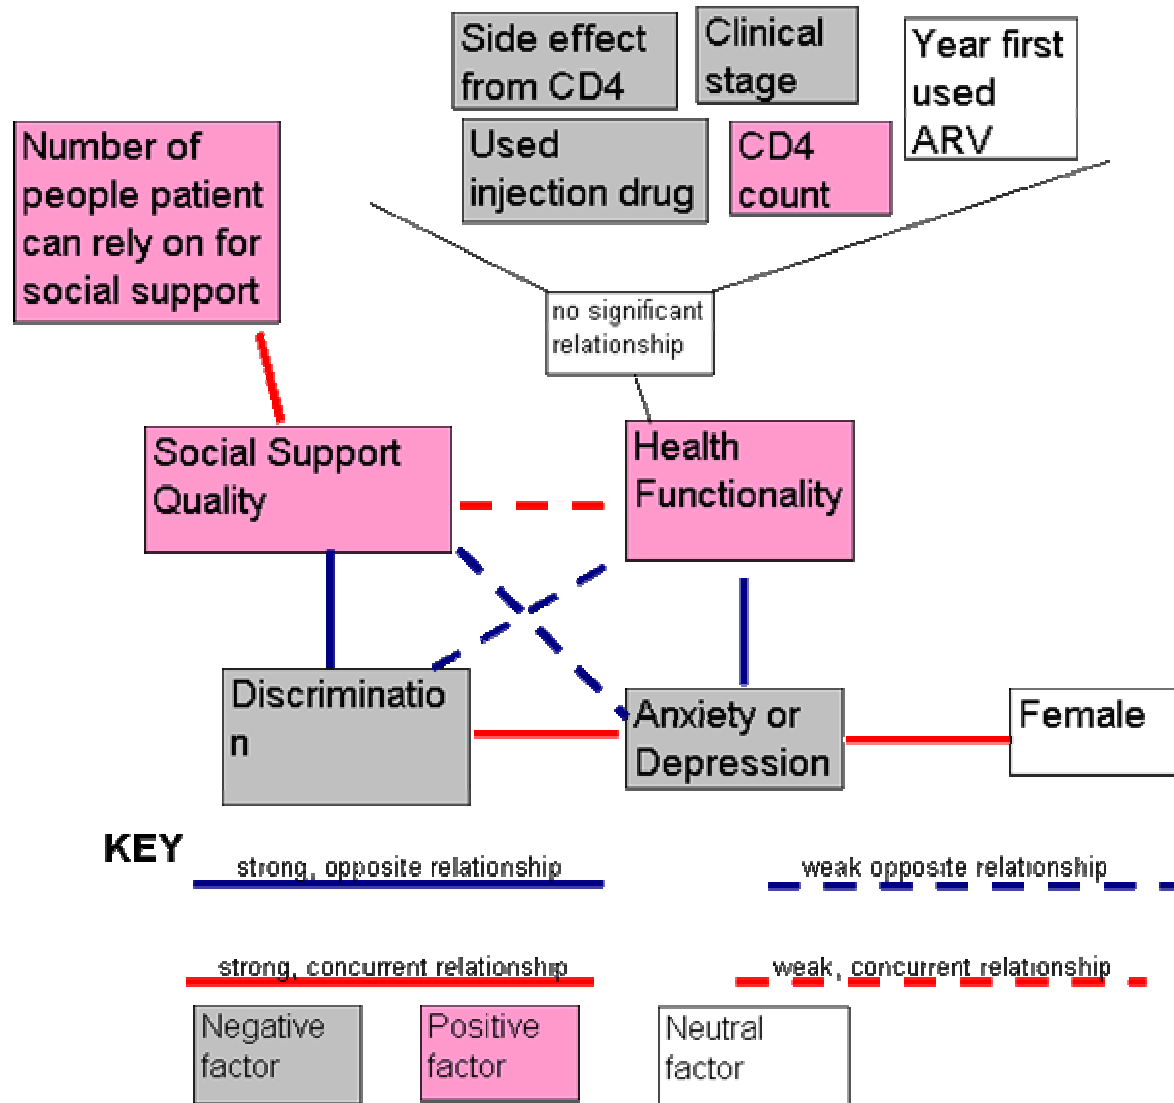 Side effect
from CD4
Clinical
stage
Year first
used
ARV
Number of
people patient
can rely on for
social support
Used
injection drug
CD4
count
no significant
relationship
Social Support
Quality
Health
Functionality
Discriminatio
n
Anxiety or
Depression
Female
KEY
strong, opposite relationship
weak opposite relationship
strong, concurrent relationship
weak, concurrent relationship
Negative
factor
Positive
factor
Neutral
factor